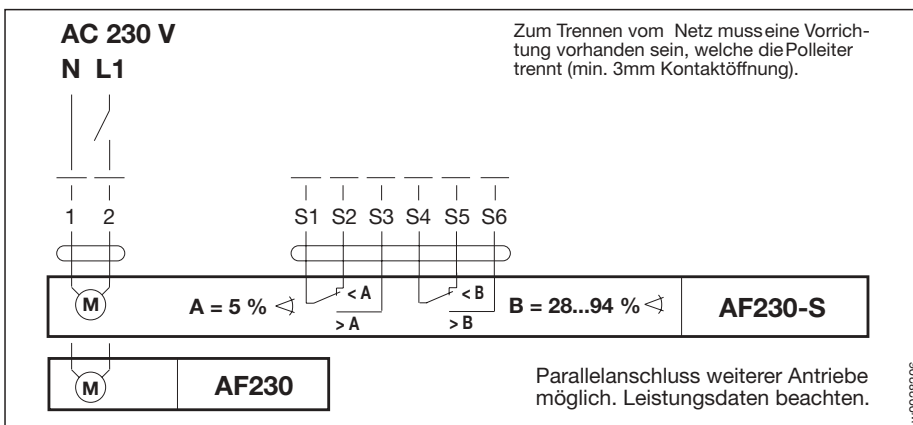 AC 230 V
N L1
Zum Trennen vom Netz muss eine Vorrich-
tung vorhanden sein, welche die Polleiter
trennt (min. 3mm Kontaktöffnung).
1 2 S1 S2 S3 S4 S5 S6
M A = 5 % < A > A < B > B B = 28...94 % AF230-S
M AF230
Parallelanschluss weiterer Antriebe
möglich. Leistungsdaten beachten.